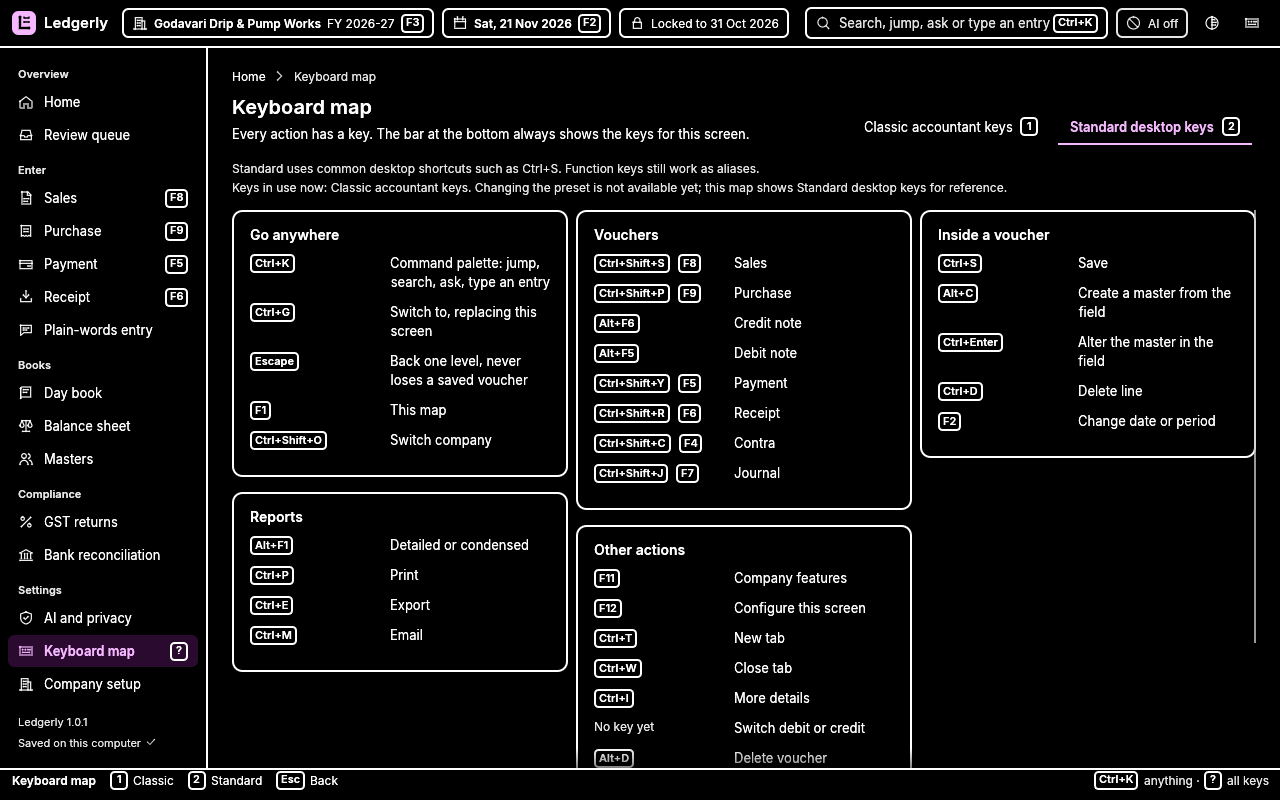 Ledgerly
Godavari Drip & Pump Works FY 2026-27 F3
Sat, 21 Nov 2026 F2
Locked to 31 Oct 2026
Search, jump, ask or type an entry Ctrl+K
AI off
Overview
Home
Review queue
Enter
Sales F8
Purchase F9
Payment F5
Receipt F6
Plain-words entry
Books
Day book
Balance sheet
Masters
Compliance
GST returns
Bank reconciliation
Settings
AI and privacy
Keyboard map ?
Company setup
Ledgerly 1.0.1
Saved on this computer
Home Keyboard map
Keyboard map
Every action has a key. The bar at the bottom always shows the keys for this screen.
Classic accountant keys 1
Standard desktop keys 2
Standard uses common desktop shortcuts such as Ctrl+S. Function keys still work as aliases.
Keys in use now: Classic accountant keys. Changing the preset is not available yet; this map shows Standard desktop keys for reference.
Go anywhere
Ctrl+K Command palette: jump,
search, ask, type an entry
Ctrl+G Switch to, replacing this
screen
Escape Back one level, never
loses a saved voucher
F1 This map
Ctrl+Shift+O Switch company
Reports
Alt+F1 Detailed or condensed
Ctrl+P Print
Ctrl+E Export
Ctrl+M Email
Vouchers
Ctrl+Shift+S F8 Sales
Ctrl+Shift+P F9 Purchase
Alt+F6 Credit note
Alt+F5 Debit note
Ctrl+Shift+Y F5 Payment
Ctrl+Shift+R F6 Receipt
Ctrl+Shift+C F4 Contra
Ctrl+Shift+J F7 Journal
Other actions
F11 Company features
F12 Configure this screen
Ctrl+T New tab
Ctrl+W Close tab
Ctrl+I More details
No key yet Switch debit or credit
Alt+D Delete voucher
Inside a voucher
Ctrl+S Save
Alt+C Create a master from the
field
Ctrl+Enter Alter the master in the
field
Ctrl+D Delete line
F2 Change date or period
Keyboard map 1 Classic 2 Standard Esc Back
Ctrl+K anything · ? all keys